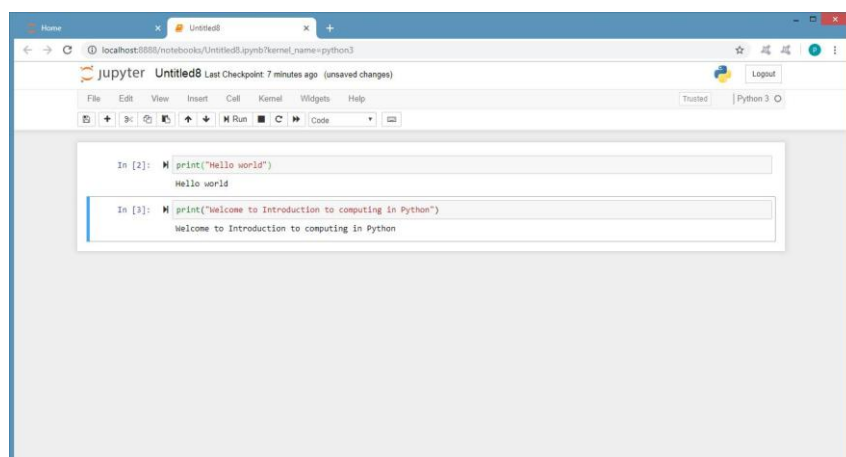 Home
Untitled8
localhost:8888/notebooks/Untitled8.ipynb?kernel_name=python3
P
jupyter Untitled8 Last Checkpoint: 7 minutes ago (unsaved changes)
Logout
File Edit View Insert Cell Kernel Widgets Help
Trusted
Python 3
Run
Code
In [2]: print("Hello world")
Hello world
In [3]: print("Welcome to Introduction to computing in Python")
Welcome to Introduction to computing in Python